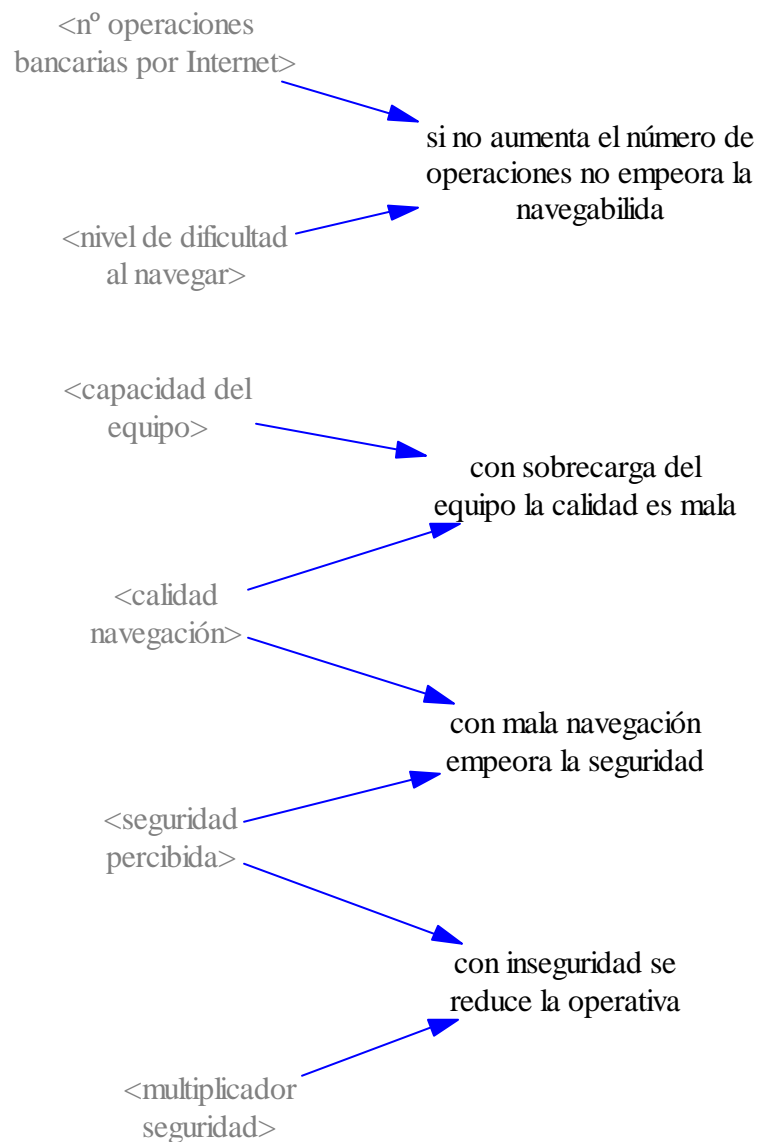 <nº operaciones
bancarias por Internet>
si no aumenta el número de
operaciones no empeora la
navegabilida
<nivel de dificultad
al navegar>
<capacidad del
equipo>
con sobrecarga del
equipo la calidad es mala
<calidad
navegación>
con mala navegación
empeora la seguridad
<seguridad
percibida>
con inseguridad se
reduce la operativa
<multiplicador
seguridad>